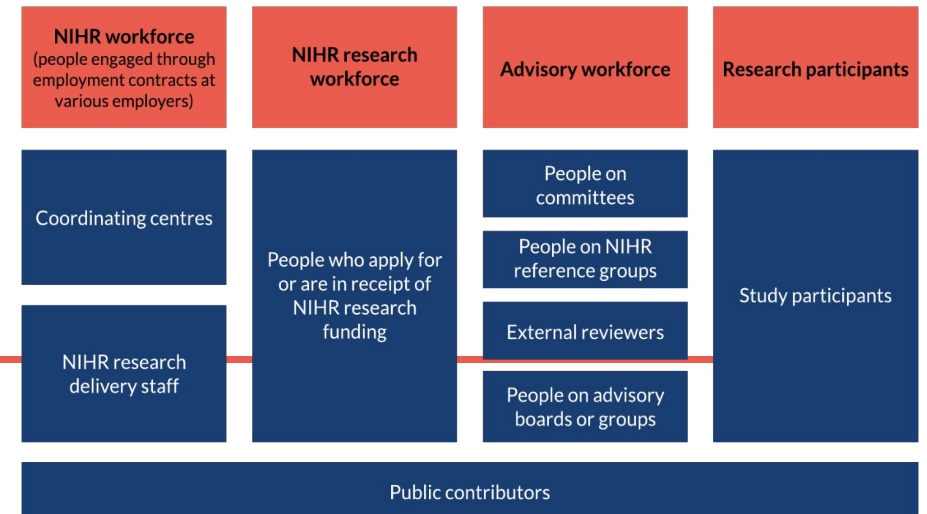 NIHR workforce
(people engaged through
employment contracts at
various employers)
NIHR research
workforce
Advisory workforce
Research participants
Coordinating centres
NIHR research
delivery staff
People who apply for
or are in receipt of
NIHR research
funding
People on
committees
People on NIHR
reference groups
External reviewers
People on advisory
boards or groups
Study participants
Public contributors